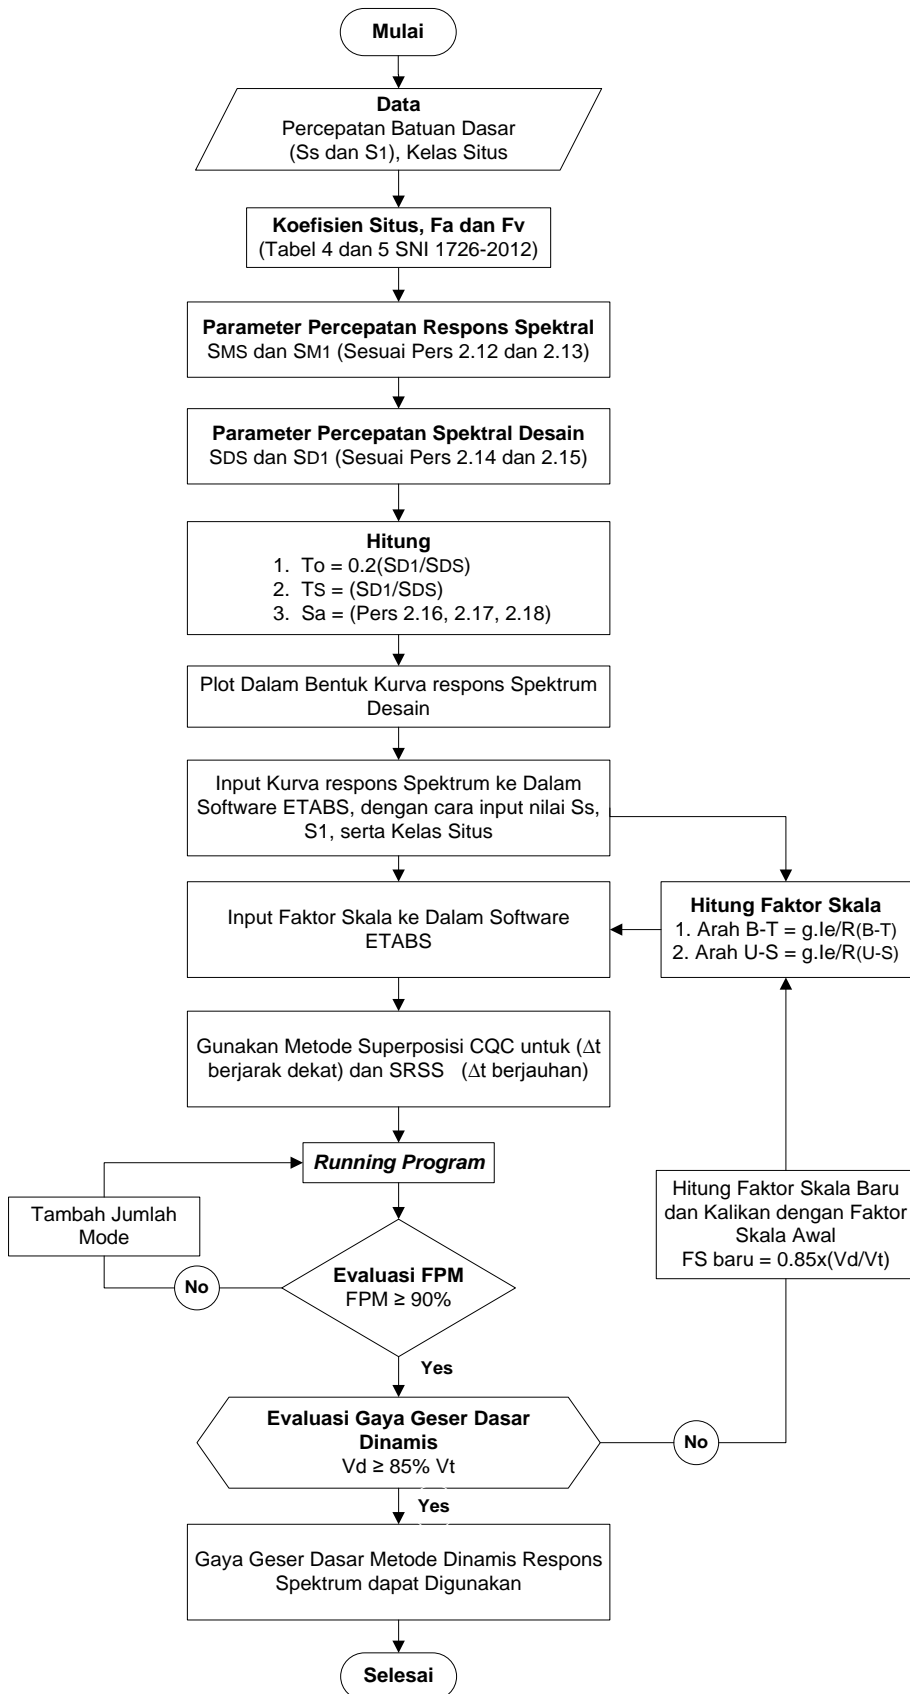 Mulai
Data
Percepatan Batuan Dasar
(Ss dan S1), Kelas Situs
Koefisien Situs, Fa dan Fv
(Tabel 4 dan 5 SNI 1726-2012)
Parameter Percepatan Respons Spektral
SMS dan SM1 (Sesuai Pers 2.12 dan 2.13)
Parameter Percepatan Spektral Desain
SDS dan SD1 (Sesuai Pers 2.14 dan 2.15)
Hitung
1. To = 0.2(SD1/SDS)
2. TS = (SD1/SDS)
3. Sa = (Pers 2.16, 2.17, 2.18)
Plot Dalam Bentuk Kurva respons Spektrum
Desain
Input Kurva respons Spektrum ke Dalam
Software ETABS, dengan cara input nilai Ss,
S1, serta Kelas Situs
Hitung Faktor Skala
1. Arah B-T = g.Ie/R(B-T)
2. Arah U-S = g.Ie/R(U-S)
Input Faktor Skala ke Dalam Software
ETABS
Gunakan Metode Superposisi CQC untuk (Δt
berjarak dekat) dan SRSS (Δt berjauhan)
Running Program
Tambah Jumlah
Mode
No
Evaluasi FPM
FPM ≥ 90%
Yes
Hitung Faktor Skala Baru
dan Kalikan dengan Faktor
Skala Awal
FS baru = 0.85x(Vd/Vt)
Evaluasi Gaya Geser Dasar
Dinamis
Vd ≥ 85% Vt
No
Yes
Gaya Geser Dasar Metode Dinamis Respons
Spektrum dapat Digunakan
Selesai